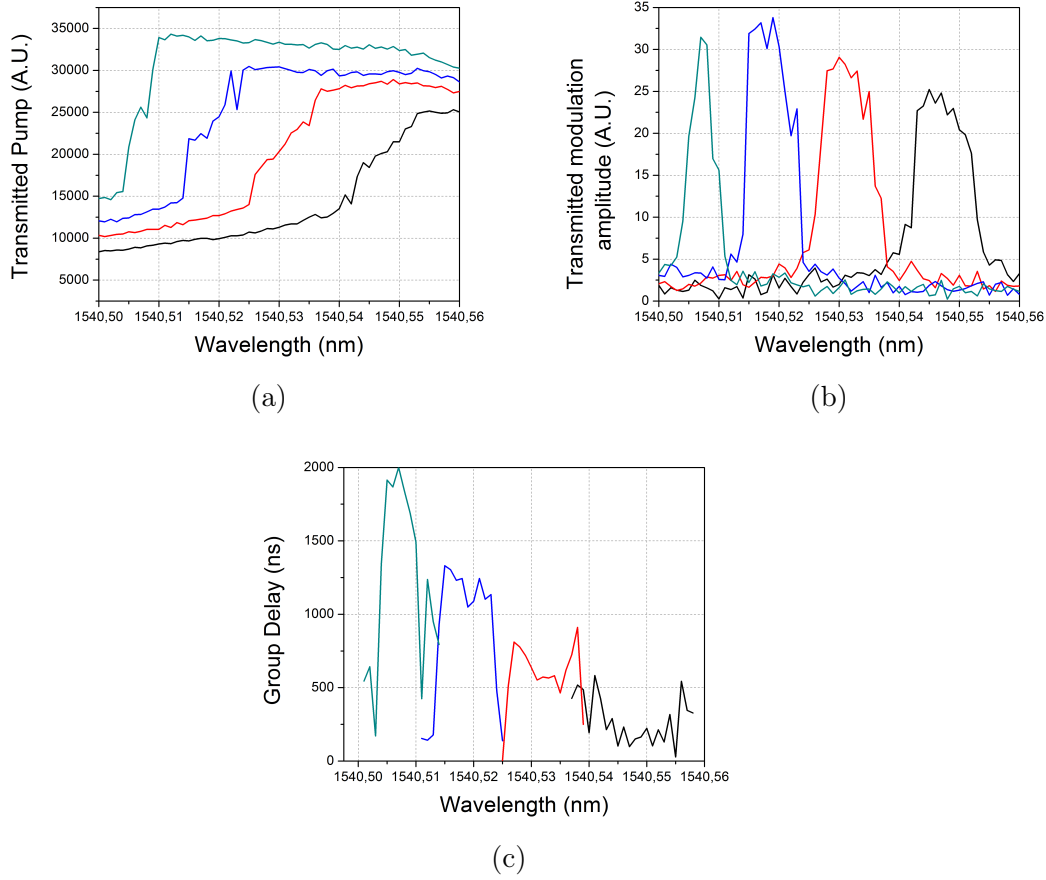 35000
30000
25000
20000
15000
10000
5000
Transmitted Pump (A.U.)
1540,50 1540,51 1540,52 1540,53 1540,54 1540,55 1540,56
Wavelength (nm)
(a)
35
30
25
20
15
10
5
0
Transmitted modulation
amplitude (A.U.)
1540,50 1540,51 1540,52 1540,53 1540,54 1540,55 1540,56
Wavelength (nm)
(b)
2000
1500
1000
500
0
Group Delay (ns)
1540,50 1540,51 1540,52 1540,53 1540,54 1540,55 1540,56
Wavelength (nm)
(c)